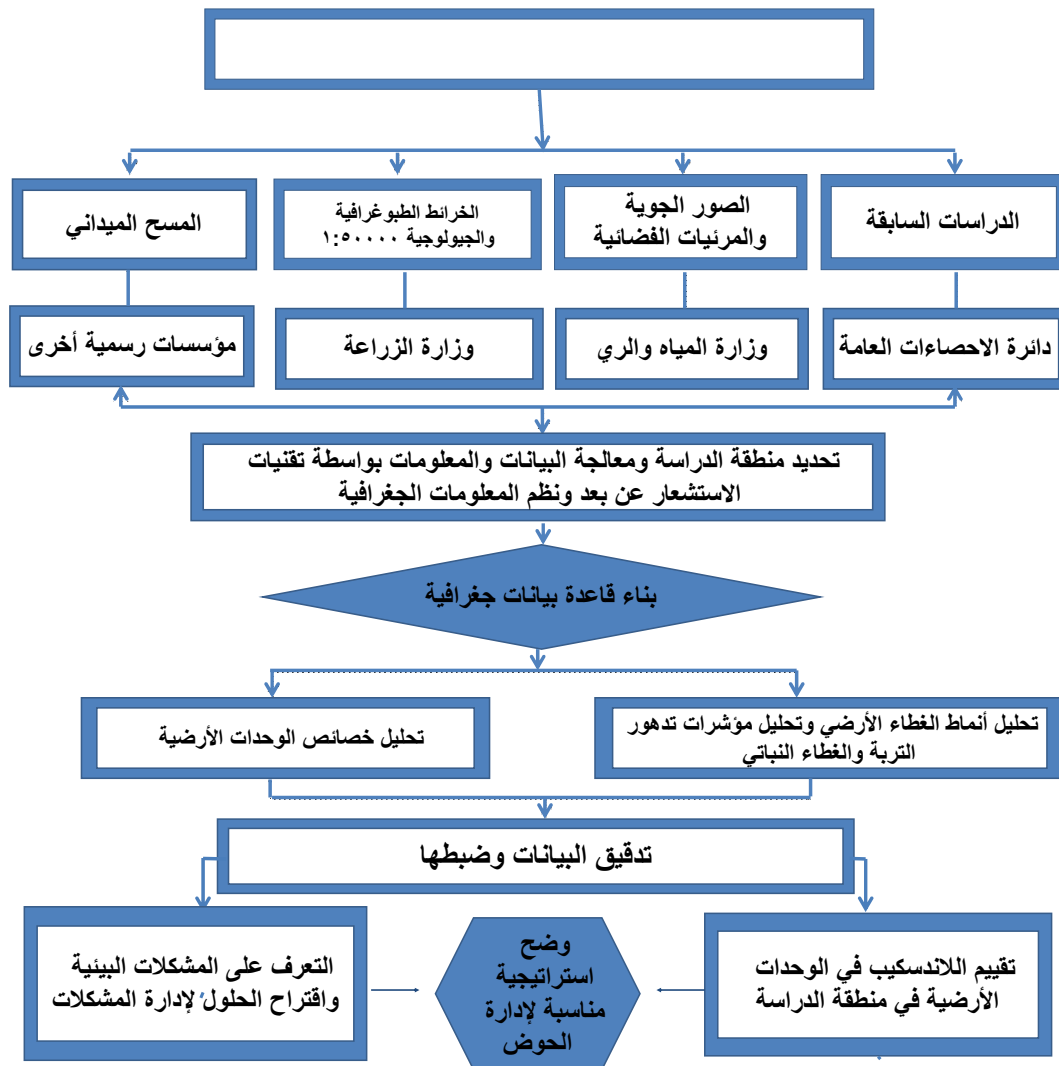 الدراسات السابقة
الصور الجوية
والمرئيات الفضائية
الخرائط الطبوغرافية
والجيولوجية ١:٥٠٠٠٠
المسح الميداني
دائرة الاحصاءات العامة
وزارة المياه والري
وزارة الزراعة
مؤسسات رسمية أخرى
تحديد منطقة الدراسة ومعالجة البيانات والمعلومات بواسطة تقنيات
الاستشعار عن بعد ونظم المعلومات الجغرافية
بناء قاعدة بيانات جغرافية
تحليل أنماط الغطاء الأرضي وتحليل مؤشرات تدهور
التربة والغطاء النباتي
تحليل خصائص الوحدات الأرضية
تدقيق البيانات وضبطها
تقييم اللاندسكيب في الوحدات
الأرضية في منطقة الدراسة
وضح
استراتيجية
مناسبة لإدارة
الحوض
التعرف على المشكلات البيئية
واقتراح الحلول لإدارة المشكلات